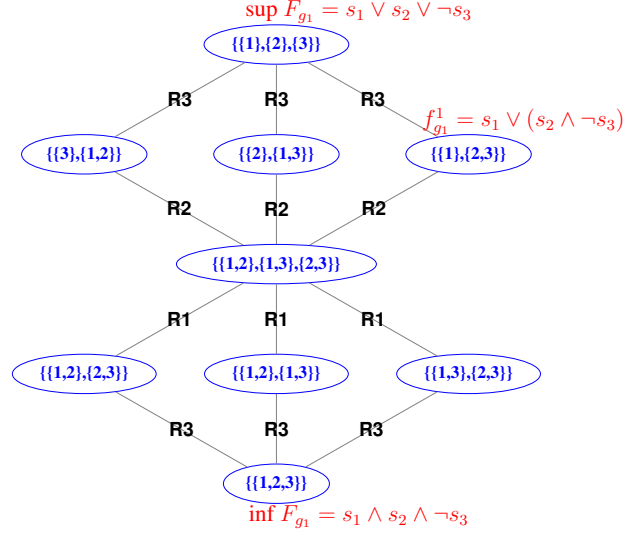 sup F_{g_1} = s_1 ∨ s_2 ∨ ¬s_3
{{1},{2},{3}}
R3 R3 R3
f^1_{g_1} = s_1 ∨ (s_2 ∧ ¬s_3)
{{3},{1,2}} {{2},{1,3}} {{1},{2,3}}
R2 R2 R2
{{1,2},{1,3},{2,3}}
R1 R1 R1
{{1,2},{2,3}} {{1,2},{1,3}} {{1,3},{2,3}}
R3 R3 R3
{{1,2,3}}
inf F_{g_1} = s_1 ∧ s_2 ∧ ¬s_3